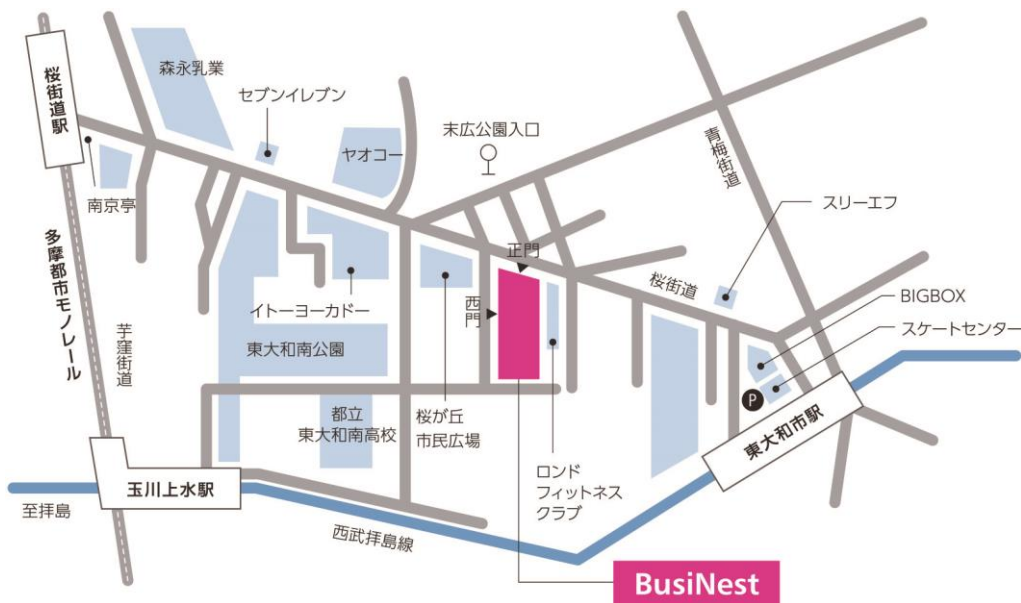 森永乳業
セブンイレブン
桜街道駅
末広公園入口
ヤオコー
青梅街道
南京亭
スリーエフ
正門
桜街道
多摩都市モノレール
西門
BIGBOX
イトーヨーカドー
スケートセンター
芋窪街道
東大和南公園
P
都立
東大和南高校
桜が丘
市民広場
東大和市駅
ロンド
フィットネス
クラブ
玉川上水駅
至拝島
西武拝島線
BusiNest